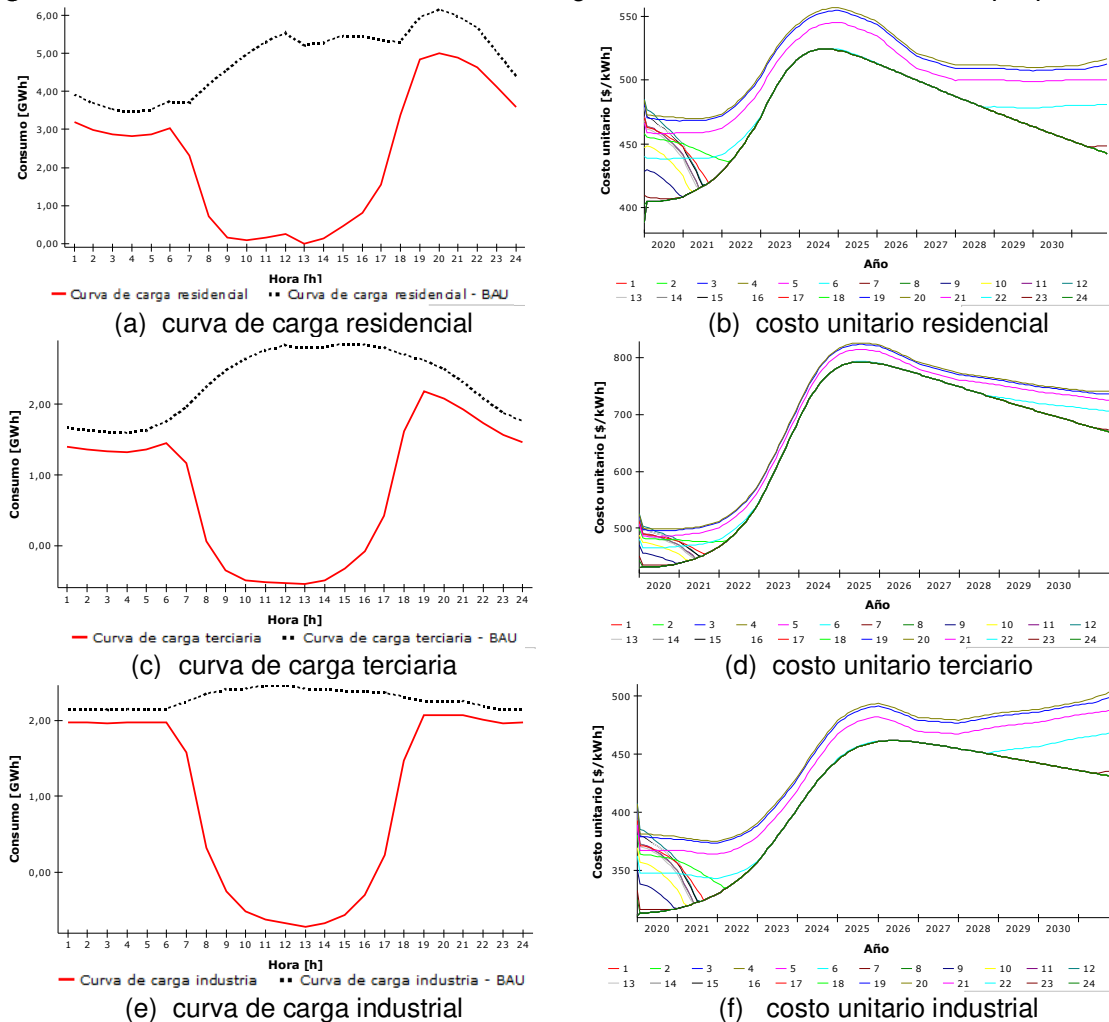 6,00
5,00
4,00
3,00
2,00
1,00
0,00
Consumo [GWh]
1 2 3 4 5 6 7 8 9 10 11 12 13 14 15 16 17 18 19 20 21 22 23 24
Hora [h]
Curva de carga residencial Curva de carga residencial - BAU
(a) curva de carga residencial
550
500
450
400
Costo unitario [$/kWh]
2020 2021 2022 2023 2024 2025 2026 2027 2028 2029 2030
Año
1 2 3 4 5 6 7 8 9 10 11 12
13 14 15 16 17 18 19 20 21 22 23 24
(b) costo unitario residencial
2,00
1,00
0,00
Consumo [GWh]
1 2 3 4 5 6 7 8 9 10 11 12 13 14 15 16 17 18 19 20 21 22 23 24
Hora [h]
Curva de carga terciaria Curva de carga terciaria - BAU
(c) curva de carga terciaria
800
700
600
500
Costo unitario [$/kWh]
2020 2021 2022 2023 2024 2025 2026 2027 2028 2029 2030
Año
1 2 3 4 5 6 7 8 9 10 11 12
13 14 15 16 17 18 19 20 21 22 23 24
(d) costo unitario terciario
2,00
1,00
0,00
Consumo [GWh]
1 2 3 4 5 6 7 8 9 10 11 12 13 14 15 16 17 18 19 20 21 22 23 24
Hora [h]
Curva de carga industria Curva de carga industria - BAU
(e) curva de carga industrial
500
450
400
350
Costo unitario [$/kWh]
2020 2021 2022 2023 2024 2025 2026 2027 2028 2029 2030
Año
1 2 3 4 5 6 7 8 9 10 11 12
13 14 15 16 17 18 19 20 21 22 23 24
(f) costo unitario industrial